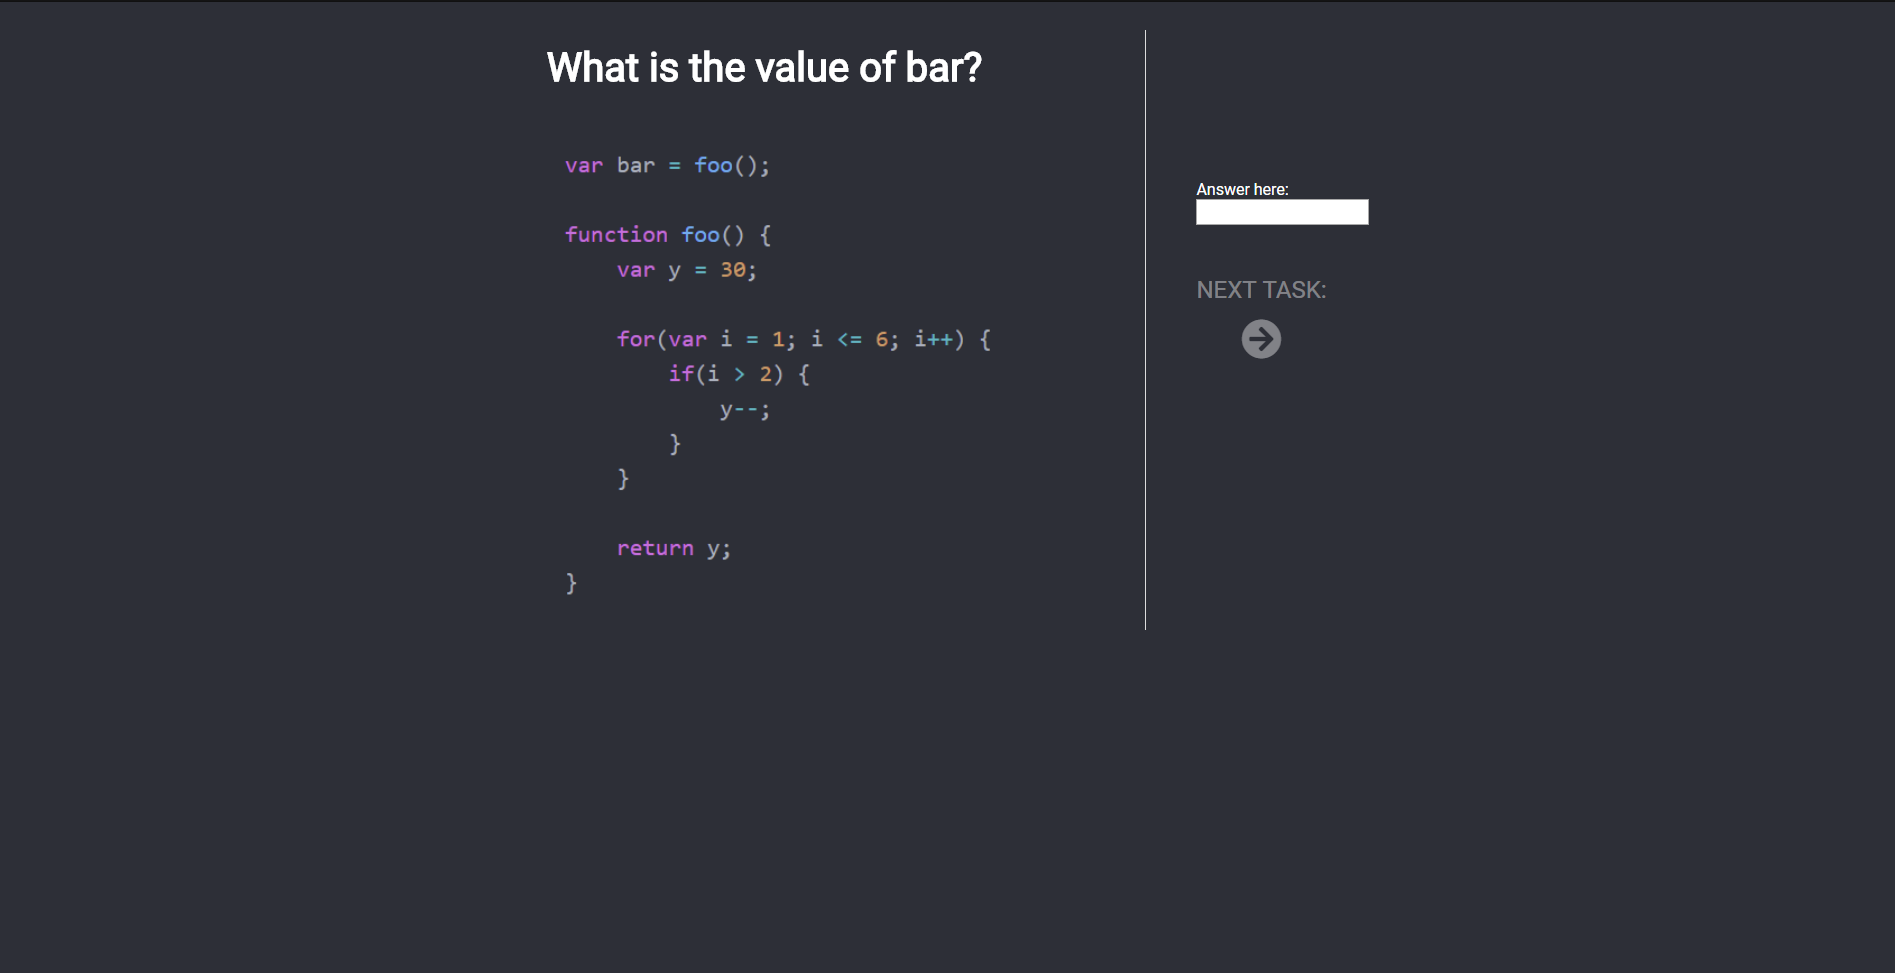 What is the value of bar?
var bar = foo();
function foo() {
var y = 30;
for(var i = 1; i <= 6; i++) {
if(i > 2) {
y--;
}
}
return y;
}
Answer here:
NEXT TASK: